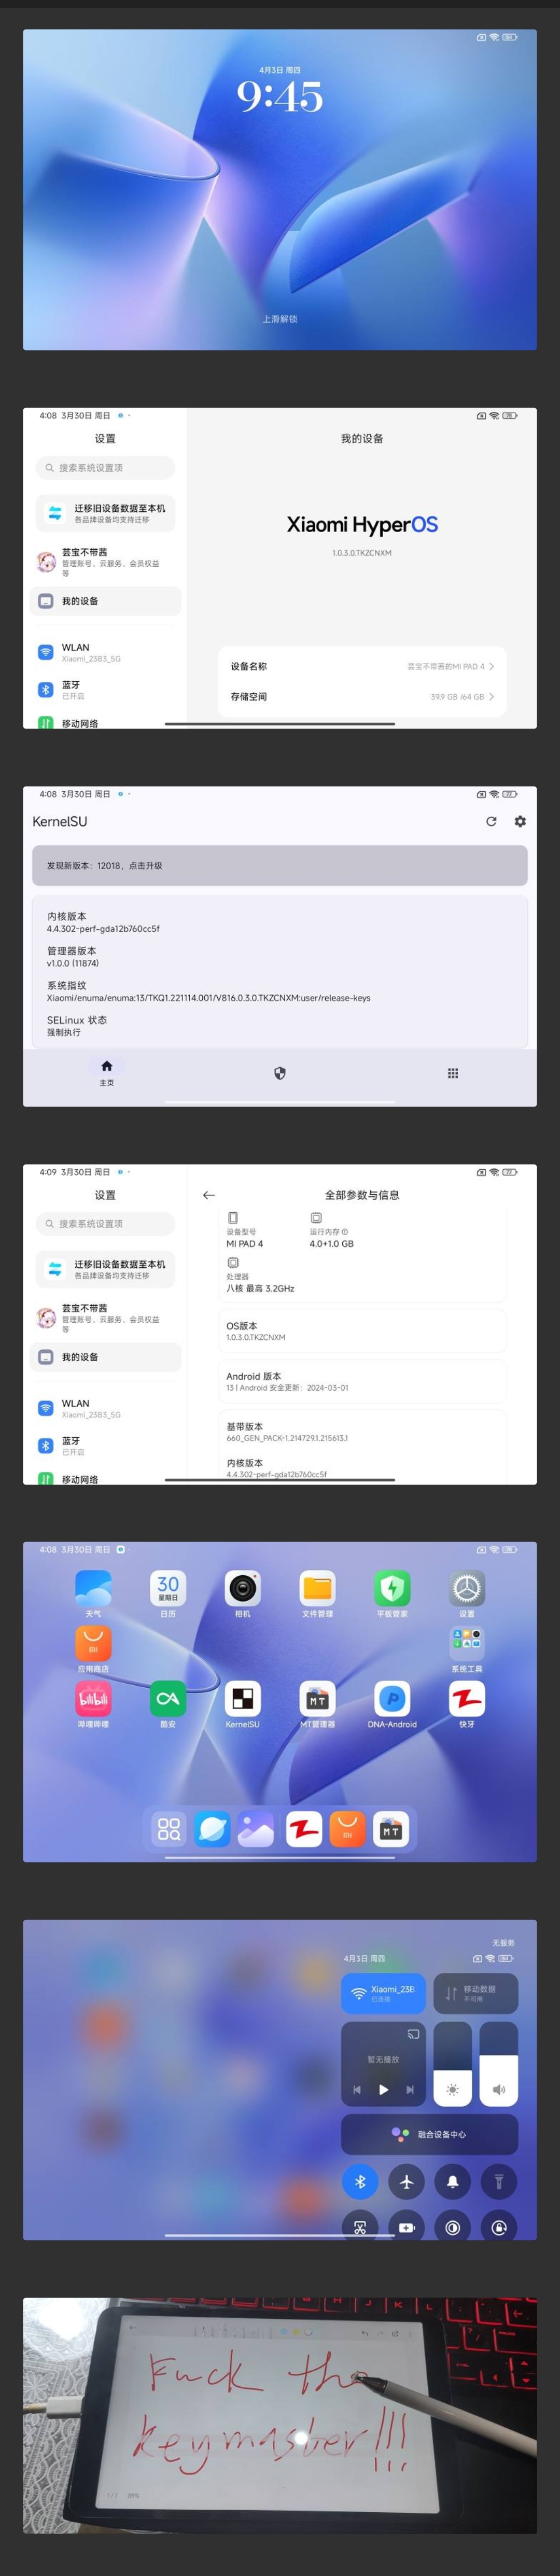 4月3日 周四
9:45
上滑解锁
4:08 3月30日 周日
设置
我的设备
搜索系统设置项
迁移旧设备数据至本机
各品牌设备均支持迁移
芸宝不带酱
管理账号、云服务、会员权益
等
我的设备
WLAN
Xiaomi_23B3_5G
蓝牙
已开启
移动网络
Xiaomi HyperOS
1.0.3.0.TKZCNXM
设备名称
芸宝不带酱的MI PAD 4
存储空间
39.9 GB /64 GB
4:08 3月30日 周日
KernelSU
发现新版本：12018，点击升级
内核版本
4.4.302-perf-gda12b760cc5f
管理器版本
v1.0.0 (11874)
系统指纹
Xiaomi/enuma/enuma:13/TKQ1.221114.001/V816.0.3.0.TKZCNXM:user/release-keys
SELinux 状态
强制执行
主页
4:09 3月30日 周日
设置
全部参数与信息
搜索系统设置项
迁移旧设备数据至本机
各品牌设备均支持迁移
芸宝不带酱
管理账号、云服务、会员权益
等
我的设备
WLAN
Xiaomi_23B3_5G
蓝牙
已开启
移动网络
设备型号
MI PAD 4
运行内存
4.0+1.0 GB
处理器
八核 最高 3.2GHz
OS版本
1.0.3.0.TKZCNXM
Android 版本
13 | Android 安全更新：2024-03-01
基带版本
660_GEN_PACK-1.214729.1.215613.1
内核版本
4.4.302-perf-gda12b760cc5f
4:08 3月30日 周日
30
星期日
天气 日历 相机 文件管理 平板管家 设置
应用商店 系统工具
bilibili
哔哩哔哩 酷安 KernelSU MT管理器 DNA-Android 快牙
无服务
4月3日 周四
Xiaomi_23B
已连接
移动数据
不可用
暂无播放
融合设备中心
Fuck the
keymaster!!!
1/1